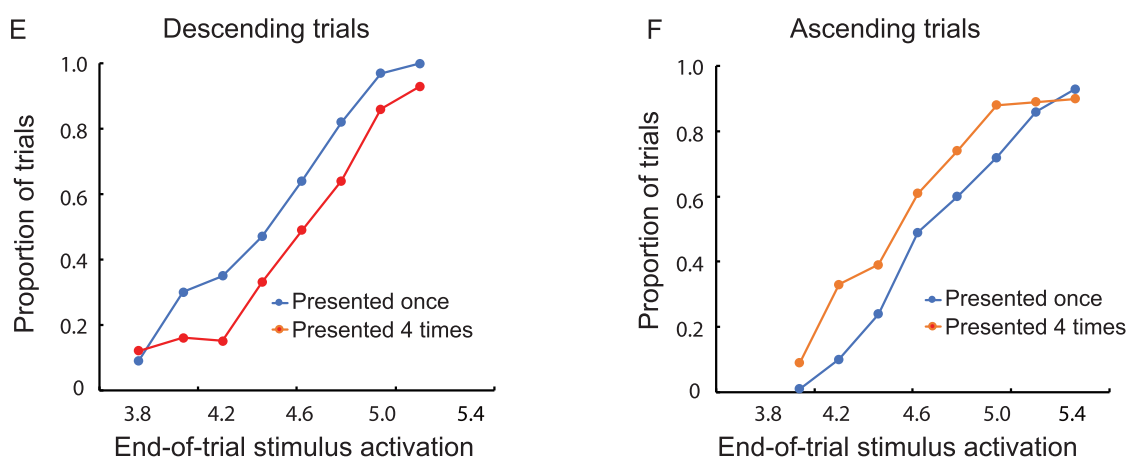 E
Descending trials
Proportion of trials
1.0
0.8
0.6
0.4
0.2
0
Presented once
Presented 4 times
3.8 4.2 4.6 5.0 5.4
End-of-trial stimulus activation
F
Ascending trials
Proportion of trials
1.0
0.8
0.6
0.4
0.2
0
Presented once
Presented 4 times
3.8 4.2 4.6 5.0 5.4
End-of-trial stimulus activation